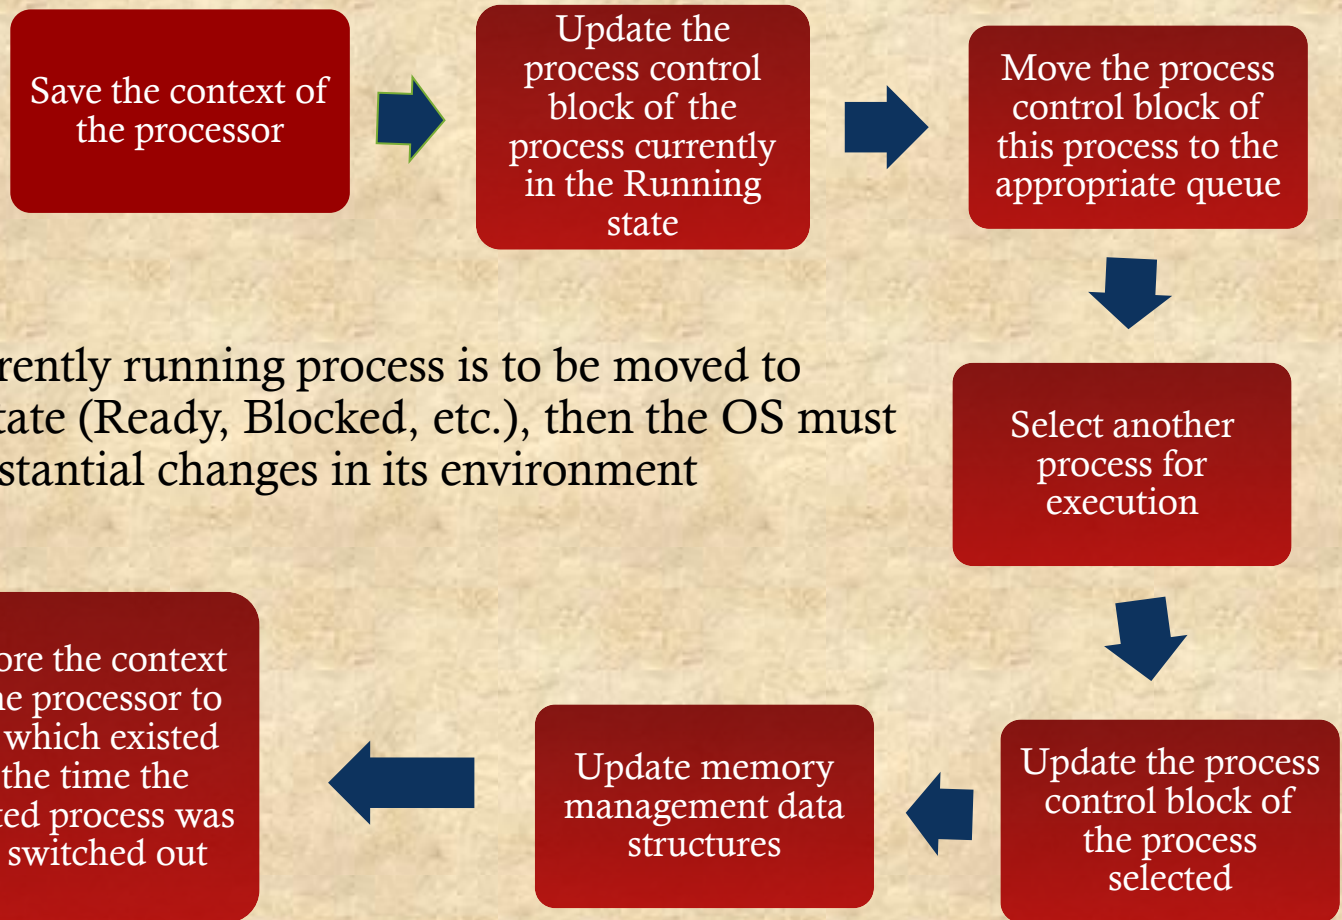 Save the context of
the processor
Update the
process control
block of the
process currently
in the Running
state
Move the process
control block of
this process to the
appropriate queue
rently running process is to be moved to
tate (Ready, Blocked, etc.), then the OS must
stantial changes in its environment
Select another
process for
execution
Update the process
control block of
the process
selected
Update memory
management data
structures
ore the context
he processor to
which existed
the time the
ted process was
switched out